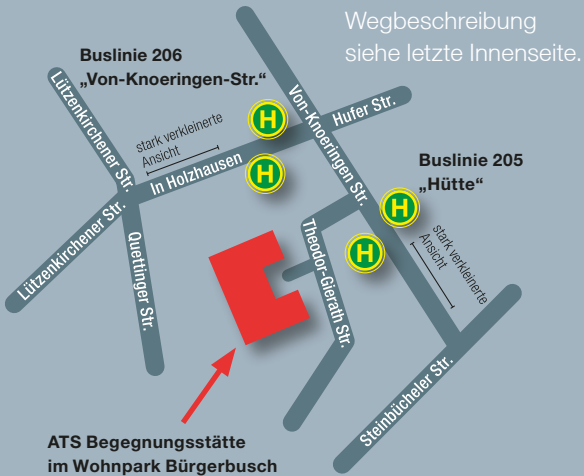 Wegbeschreibung
siehe letzte Innenseite.
Buslinie 206
„Von-Knoeringen-Str.“
Lützenkirchener Str.
stark verkleinerte
Ansicht
In Holzhausen
H
H
Von-Knoeringen Str.
Hufer Str.
Buslinie 205
„Hütte“
H
H
stark verkleinerte
Ansicht
Lützenkirchener Str.
Quettinger Str.
Theodor-Gierath Str.
Steinbücheler Str.
ATS Begegnungsstätte
im Wohnpark Bürgerbusch